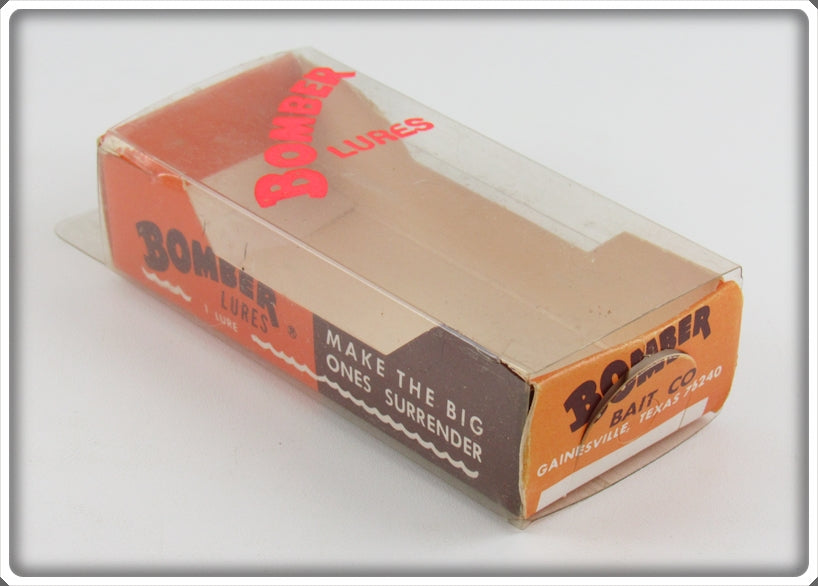 BOMBER
LURES
BOMBER
LURES ®
1 LURE
MAKE THE BIG
ONES SURRENDER
BOMBER
BAIT CO
GAINESVILLE, TEXAS 76240